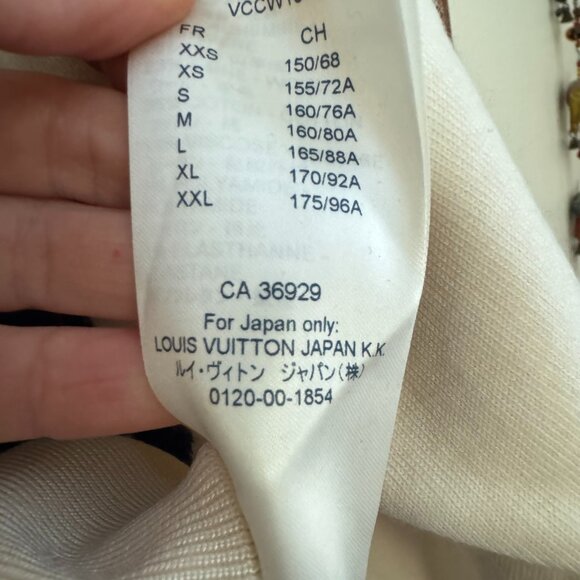 FR CH
XXS 150/68
XS 155/72A
S 160/76A
M 160/80A
L 165/88A
XL 170/92A
XXL 175/96A
CA 36929
For Japan only:
LOUIS VUITTON JAPAN K.K.
ルイ・ヴィトン ジャパン(株)
0120-00-1854